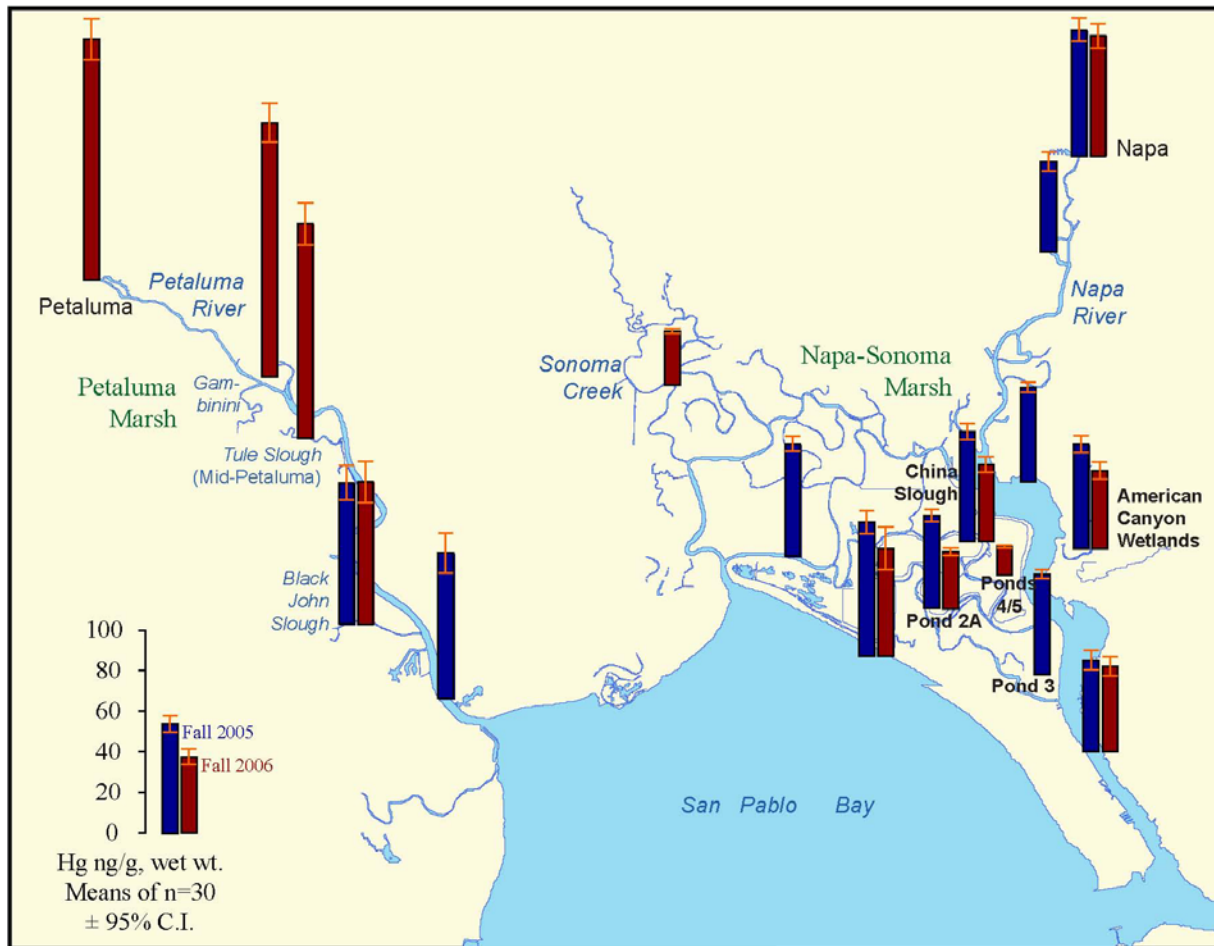 Napa
Petaluma
River
Petaluma
Napa
River
Napa-Sonoma
Marsh
Sonoma
Creek
Petaluma
Marsh
Gam-
binini
Tule Slough
(Mid-Petaluma)
China
Slough
American
Canyon
Wetlands
Ponds
4/5
Pond 2A
Pond 3
Black
John
Slough
San Pablo Bay
100
80
60
40
20
0
Fall 2005
Fall 2006
Hg ng/g, wet wt.
Means of n=30
± 95% C.I.